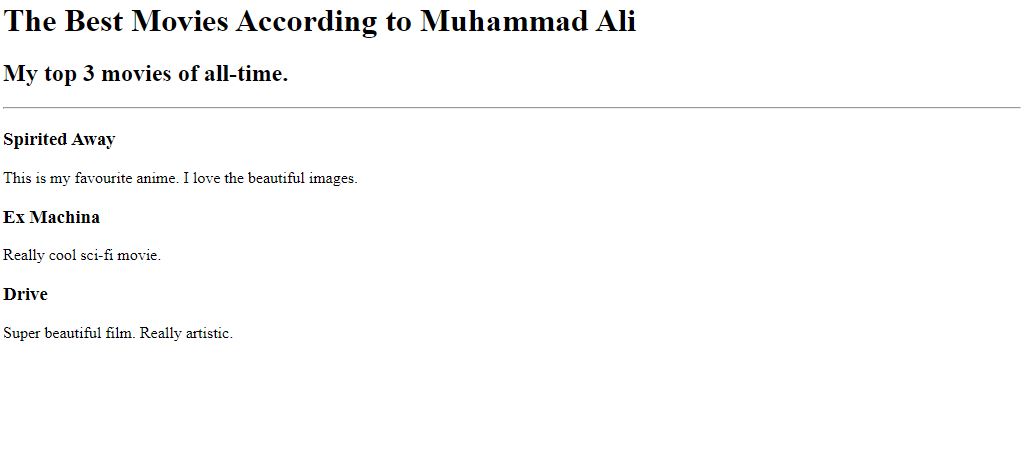 The Best Movies According to Muhammad Ali
My top 3 movies of all-time.
Spirited Away
This is my favourite anime. I love the beautiful images.
Ex Machina
Really cool sci-fi movie.
Drive
Super beautiful film. Really artistic.